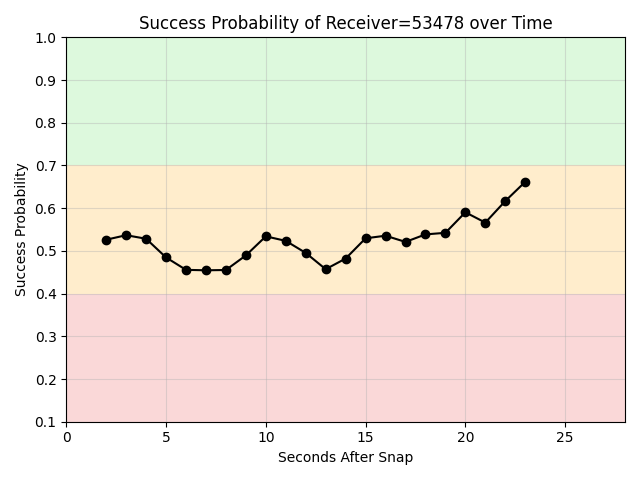 Success Probability of Receiver=53478 over Time
1.0
0.9
0.8
0.7
0.6
0.5
0.4
0.3
0.2
0.1
Success Probability
0 5 10 15 20 25
Seconds After Snap